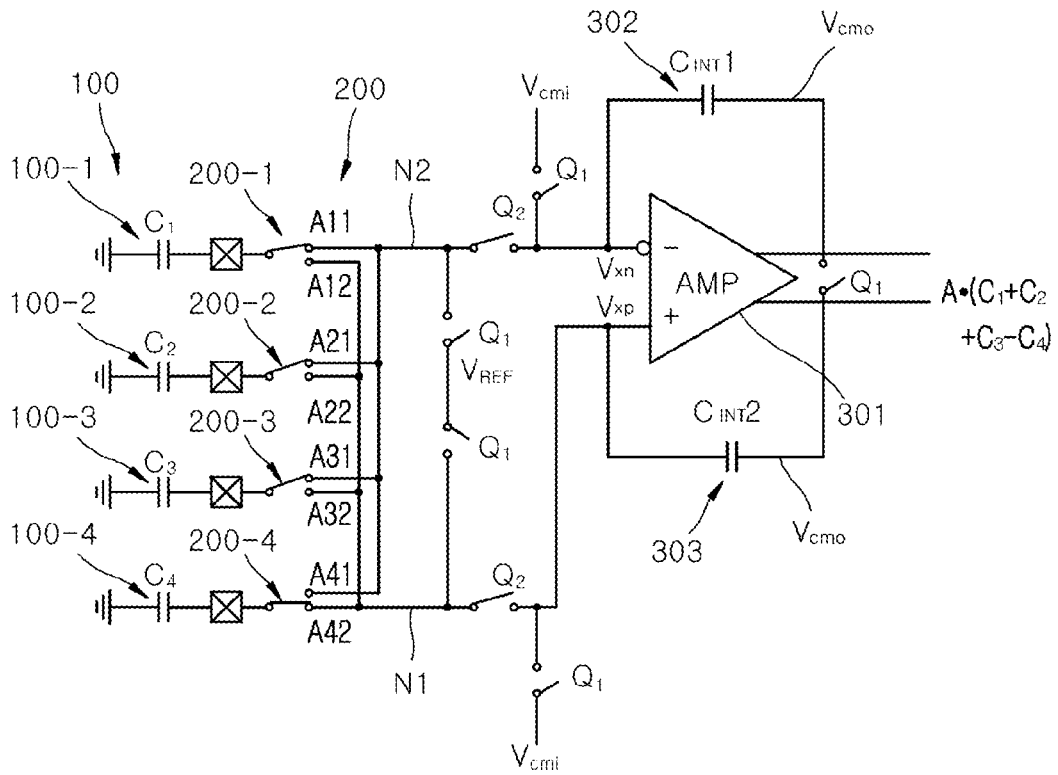 302
Vcmo
CINT1
100
200
Vcmi
100-1
200-1
N2
Q1
C1
A11
Q2
−
Vxn
AMP
A12
Vxp
Q1
A•(C1+C2
+C3−C4)
100-2
200-2
A21
+
Q1
C2
VREF
A22
301
CINT2
100-3
200-3
A31
Q1
C3
A32
303
Vcmo
100-4
200-4
C4
A41
Q2
A42
N1
Q1
Vcmi